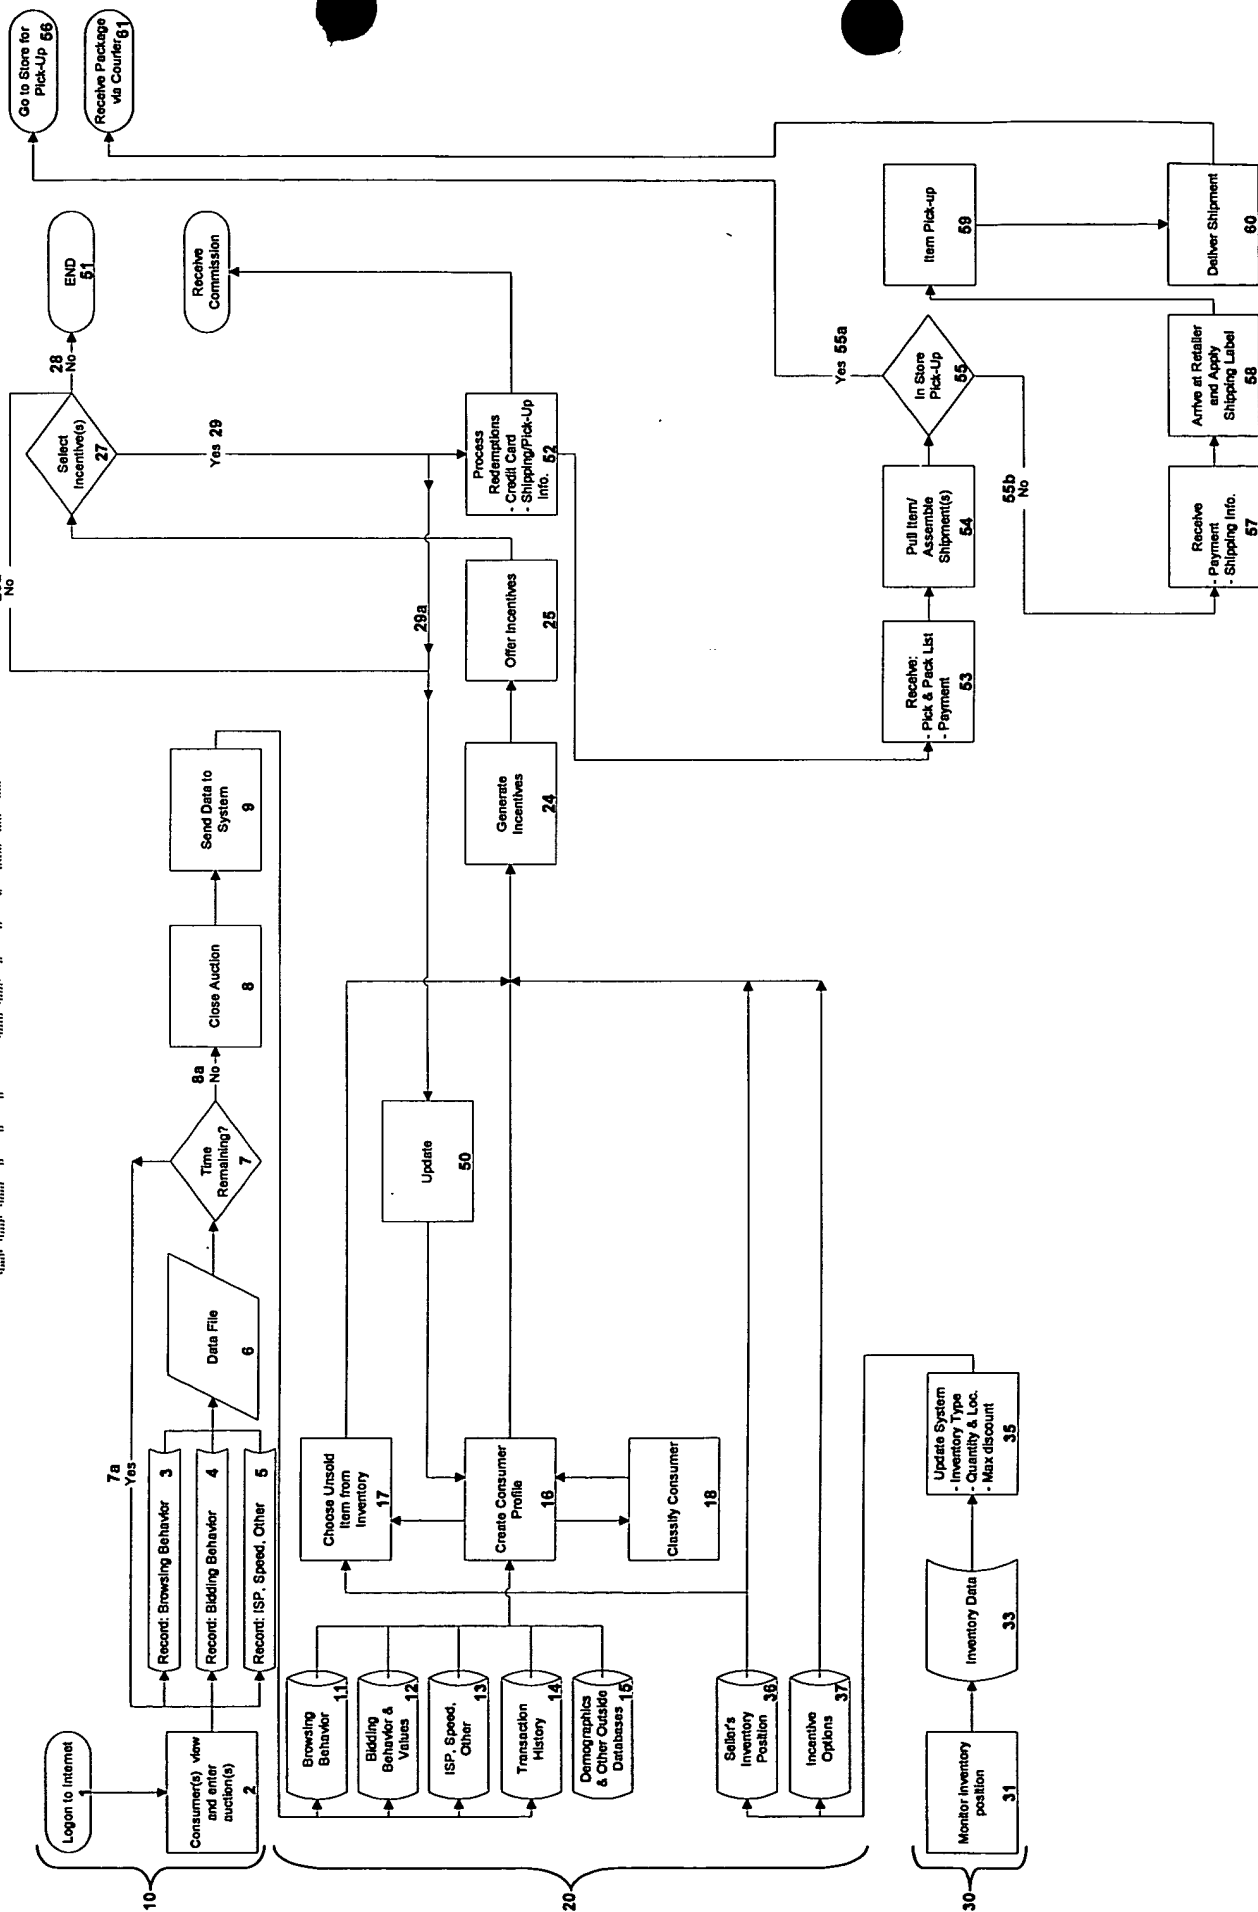 10
Logon to Internet
1
Consumer(s) view
and enter
auction(s)
2
7a
Yes
Record: Browsing Behavior 3
Record: Bidding Behavior 4
Record: ISP, Speed, Other 5
Data File
6
Time
Remaining?
7
8a
No
Close Auction
8
Send Data to
System
9
No
Select
Incentive(s)
27
28
No
END
51
Yes 29
29a
Receive
Commission
Go to Store for
Pick-Up 56
Receive Package
via Courier 61
20
Browsing
Behavior
11
Bidding
Behavior &
Values
12
ISP, Speed,
Other
13
Transaction
History
14
Demographics
& Other Outside
Databases
15
Seller's
Inventory
Position
36
Incentive
Options
37
Choose Unsold
Item from
Inventory
17
Create Consumer
Profile
16
Classify Consumer
18
Update
50
Generate
Incentives
24
Offer Incentives
25
Process
Redemptions
- Credit Card
- Shipping/Pick-Up
Info. 52
30
Monitor inventory
position
31
Inventory Data
33
Update System
- Inventory Type
- Quantity & Loc.
- Max discount
35
Receive:
- Pick & Pack List
- Payment
53
Pull Item/
Assemble
Shipment(s)
54
In Store
Pick-Up
55
Yes 55a
55b
No
Receive
- Payment
- Shipping Info.
57
Arrive at Retailer
and Apply
Shipping Label
58
Item Pick-up
59
Deliver Shipment
60